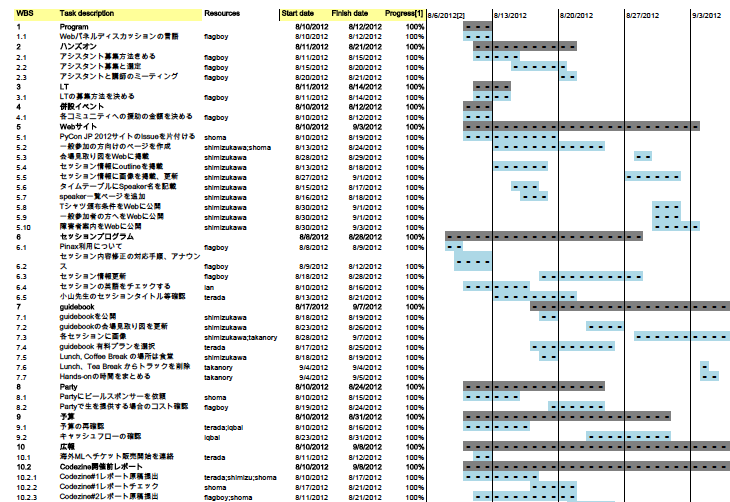 WBS Task description Resources Start date Finish date Progress[1] 8/6/2012[2] 8/13/2012 8/20/2012 8/27/2012 9/3/2012
1 Program 8/10/2012 8/12/2012 100%
1.1 Webパネルディスカッションの言語 flagboy 8/10/2012 8/12/2012 100%
2 ハンズオン 8/11/2012 8/21/2012 100%
2.1 アシスタント募集方法きめる flagboy 8/11/2012 8/15/2012 100%
2.2 アシスタント募集と選定 flagboy 8/15/2012 8/20/2012 100%
2.3 アシスタントと講師のミーティング flagboy 8/20/2012 8/21/2012 100%
3 LT 8/11/2012 8/14/2012 100%
3.1 LTの募集方法を決める flagboy 8/11/2012 8/14/2012 100%
4 併設イベント 8/10/2012 8/12/2012 100%
4.1 各コミュニティへの援助の金額を決める flagboy 8/10/2012 8/12/2012 100%
5 Webサイト 8/10/2012 9/3/2012 100%
5.1 PyCon JP 2012サイトのIssueを片付ける shoma 8/10/2012 8/19/2012 100%
5.2 一般参加の方向けのページを作成 shimizukawa;shoma 8/13/2012 8/24/2012 100%
5.3 会場見取り図をWebに掲載 shimizukawa 8/28/2012 8/29/2012 100%
5.4 セッション情報にoutlineを掲載 shimizukawa 8/13/2012 8/18/2012 100%
5.5 セッション情報に画像を掲載、更新 shimizukawa 8/27/2012 9/1/2012 100%
5.6 タイムテーブルにSpeaker名を記載 shimizukawa 8/15/2012 8/17/2012 100%
5.7 speaker一覧ページを追加 shimizukawa 8/16/2012 8/18/2012 100%
5.8 Tシャツ頒布条件をWebに公開 shimizukawa 8/30/2012 9/1/2012 100%
5.9 一般参加者の方へをWebに公開 shimizukawa 8/30/2012 9/1/2012 100%
5.10 障害者案内をWebに公開 shimizukawa 8/30/2012 9/3/2012 100%
6 セッションプログラム 8/8/2012 8/28/2012 100%
6.1 Pinax利用について flagboy 8/8/2012 8/9/2012 100%
セッション内容修正の対応手順、アナウン
6.2 ス flagboy 8/9/2012 8/12/2012 100%
6.3 セッション情報更新 flagboy 8/18/2012 8/28/2012 100%
6.4 セッションの英語をチェックする ian 8/10/2012 8/16/2012 100%
6.5 小山先生のセッションタイトル等確認 terada 8/13/2012 8/21/2012 100%
7 guidebook 8/17/2012 9/7/2012 100%
7.1 guidebookを公開 shimizukawa 8/18/2012 8/19/2012 100%
7.2 guidebookの会場見取り図を更新 shimizukawa 8/23/2012 8/26/2012 100%
7.3 各セッションに画像 shimizukawa;takanory 8/28/2012 9/7/2012 100%
7.4 guidebook 有料プランを選択 terada 8/17/2012 8/25/2012 100%
7.5 Lunch, Coffee Break の場所は食堂 shimizukawa 8/18/2012 8/19/2012 100%
7.6 Lunch、Tea Break からトラックを削除 takanory 9/4/2012 9/4/2012 100%
7.7 Hands-onの時間をまとめる takanory 9/4/2012 9/5/2012 100%
8 Party 8/10/2012 8/24/2012 100%
8.1 Partyにビールスポンサーを依頼 shoma 8/10/2012 8/15/2012 100%
8.2 Partyで生を提供する場合のコスト確認 flagboy 8/19/2012 8/24/2012 100%
9 予算 8/10/2012 8/31/2012 100%
9.1 予算の再確認 terada;iqbal 8/10/2012 8/16/2012 100%
9.2 キャッシュフローの確認 iqbal 8/23/2012 8/31/2012 100%
10 広報 8/10/2012 9/8/2012 100%
10.1 海外MLへチケット販売開始を連絡 terada 8/11/2012 8/12/2012 100%
10.2 Codezine開催前レポート 8/10/2012 9/8/2012 100%
10.2.1 Codezine#1レポート原稿提出 terada;shimizu;shoma 8/10/2012 8/17/2012 100%
10.2.2 Codezine#1レポートチェック shoma 8/17/2012 8/21/2012 100%
10.2.3 Codezine#2レポート原稿提出 flagboy;shoma 8/11/2012 8/21/2012 100%